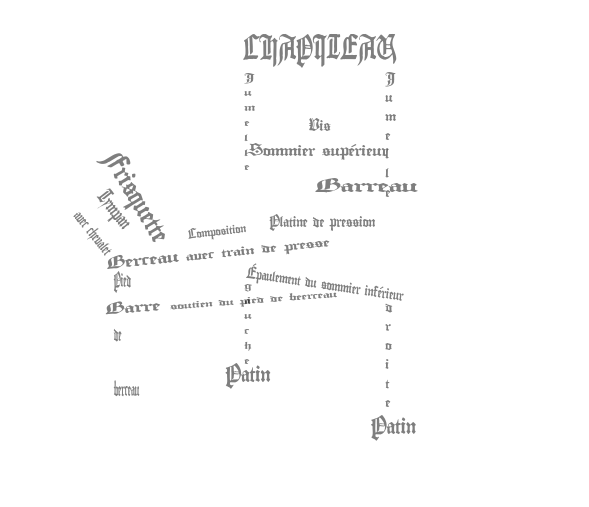 CHAPITEAU
Jumelle
Jumelle
Vis
Sommier supérieur
Barreau
Frisquette
Tympan
avec chevalet
Composition
Platine de pression
Berceau avec train de presse
Pied
de
berceau
Épaulement du sommier inférieur
Barre soutien du pied de beerceau
gauche
droite
Patin
Patin